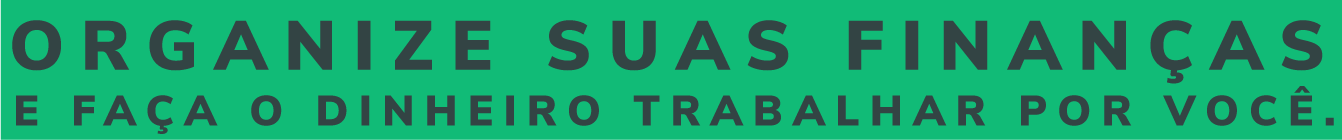 ORGANIZE SUAS FINANÇAS
E FAÇA O DINHEIRO TRABALHAR POR VOCÊ.